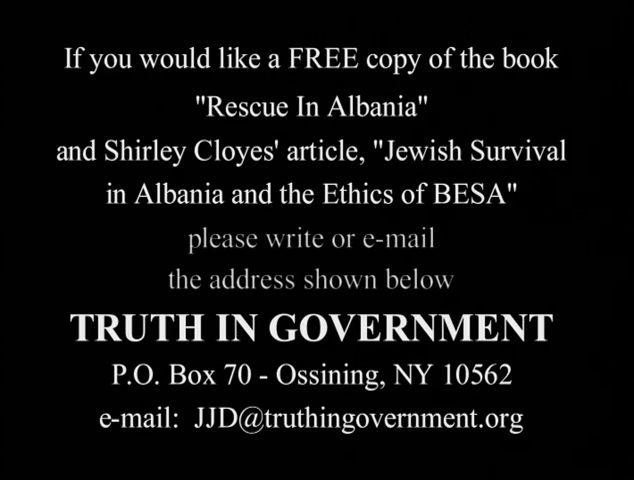 If you would like a FREE copy of the book
"Rescue In Albania"
and Shirley Cloyes' article, "Jewish Survival
in Albania and the Ethics of BESA"
please write or e-mail
the address shown below
TRUTH IN GOVERNMENT
P.O. Box 70 - Ossining, NY 10562
e-mail:  JJD@truthingovernment.org